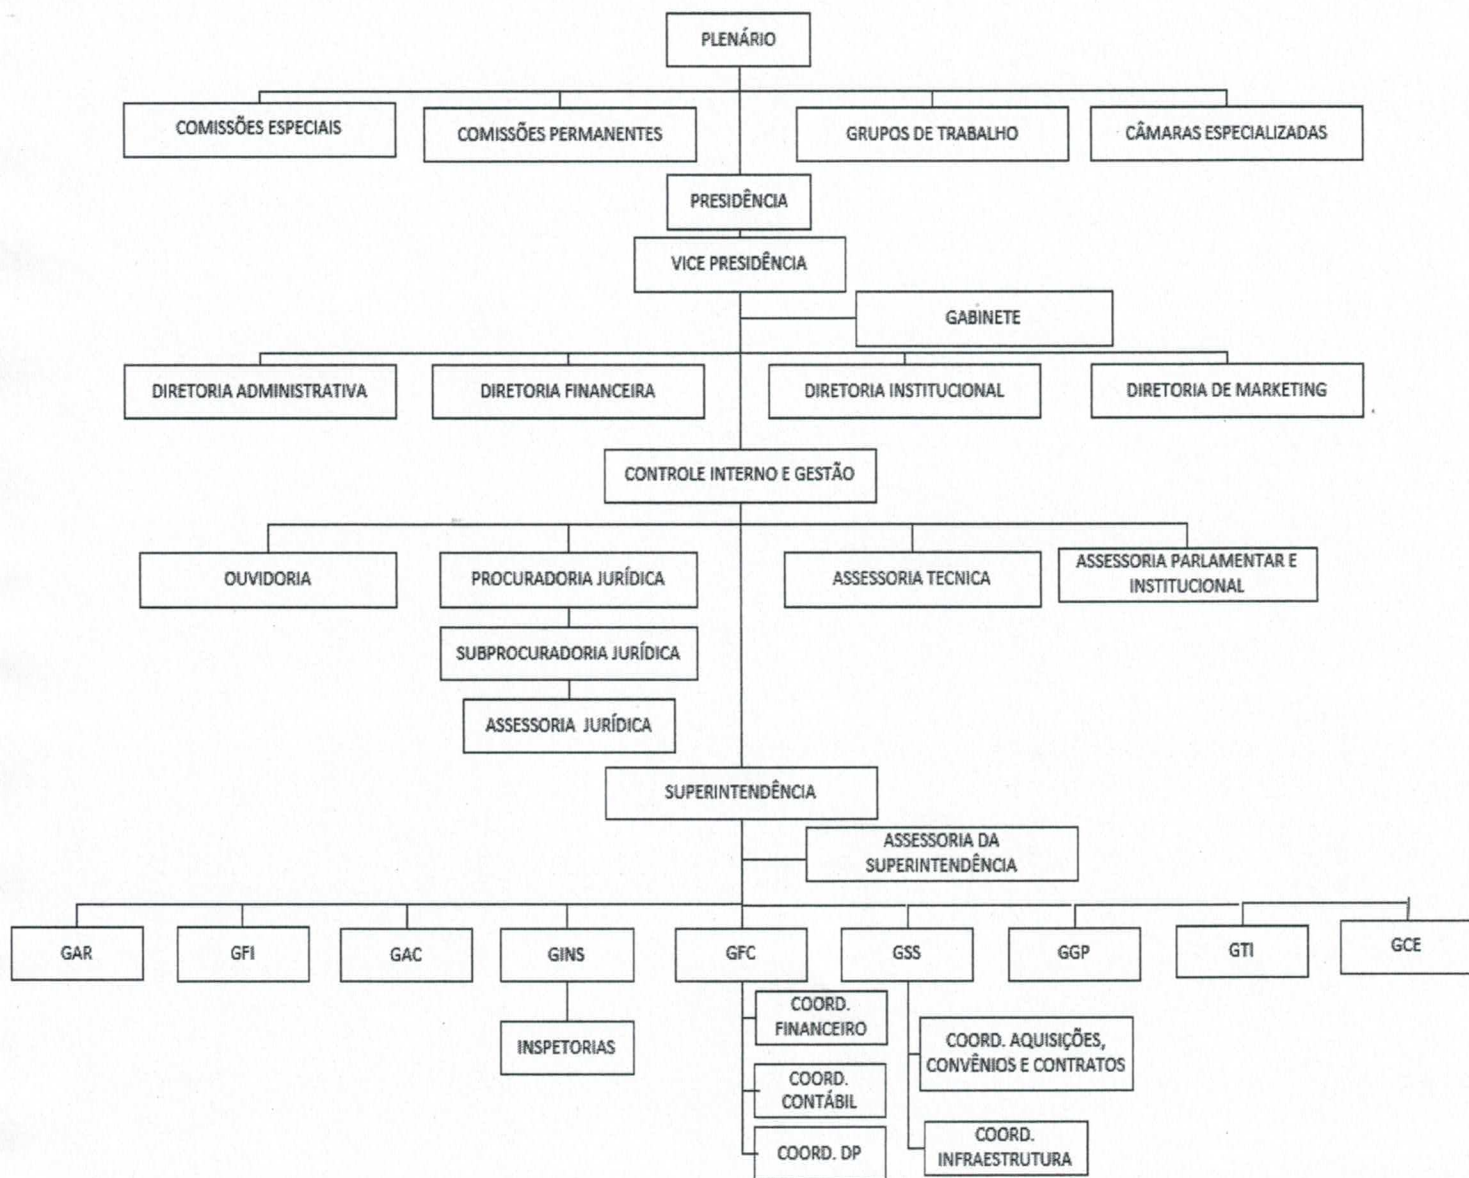 PLENÁRIO
COMISSÕES ESPECIAIS
COMISSÕES PERMANENTES
GRUPOS DE TRABALHO
CÂMARAS ESPECIALIZADAS
PRESIDÊNCIA
VICE PRESIDÊNCIA
GABINETE
DIRETORIA ADMINISTRATIVA
DIRETORIA FINANCEIRA
DIRETORIA INSTITUCIONAL
DIRETORIA DE MARKETING
CONTROLE INTERNO E GESTÃO
OUVIDORIA
PROCURADORIA JURÍDICA
ASSESSORIA TECNICA
ASSESSORIA PARLAMENTAR E
INSTITUCIONAL
SUBPROCURADORIA JURÍDICA
ASSESSORIA JURÍDICA
SUPERINTENDÊNCIA
ASSESSORIA DA
SUPERINTENDÊNCIA
GAR
GFI
GAC
GINS
GFC
GSS
GGP
GTI
GCE
INSPETORIAS
COORD.
FINANCEIRO
COORD.
CONTÁBIL
COORD. DP
COORD. AQUISIÇÕES,
CONVÊNIOS E CONTRATOS
COORD.
INFRAESTRUTURA